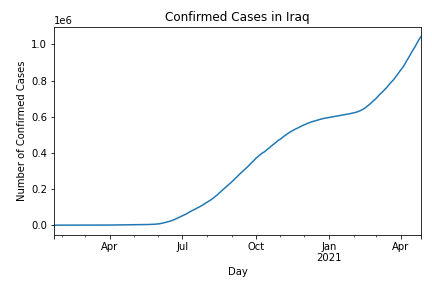 Confirmed Cases in Iraq
1e6
1.0
0.8
0.6
0.4
0.2
0.0
Number of Confirmed Cases
Apr Jul Oct Jan Apr
2021
Day